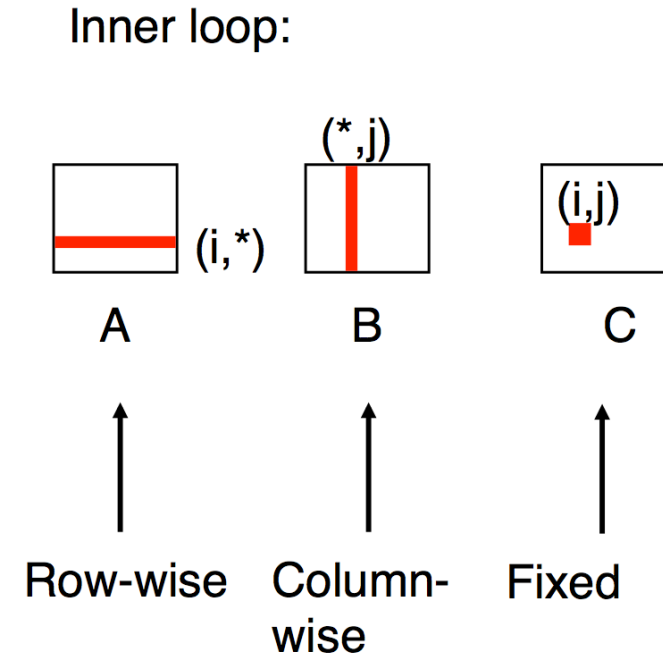 Inner loop:
(*,j)
(i,j)
(i,*)
A
B
C
Row-wise
Column-
wise
Fixed